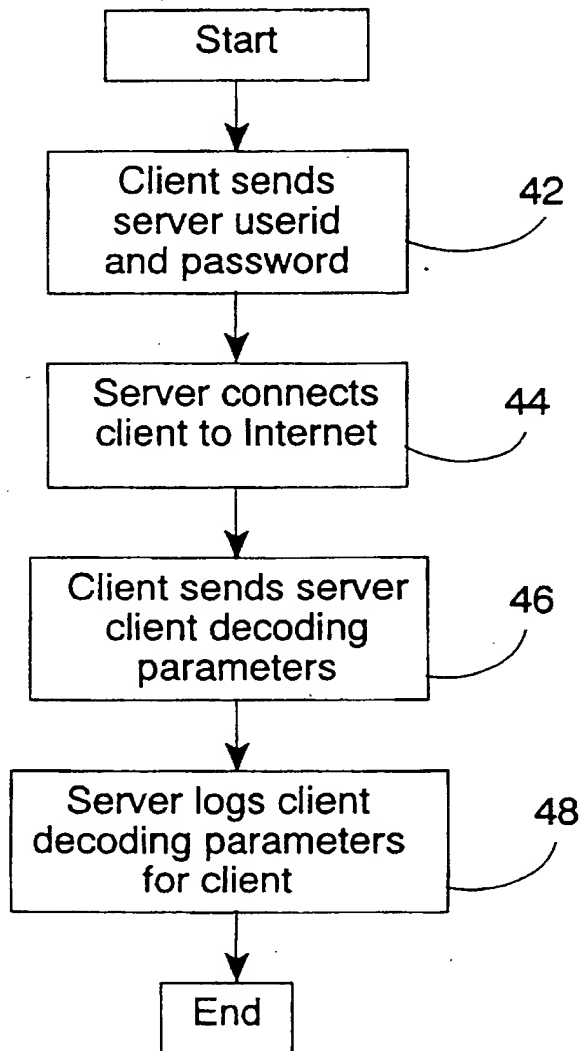 Start
Client sends
server userid
and password
42
Server connects
client to Internet
44
Client sends server
client decoding
parameters
46
Server logs client
decoding parameters
for client
48
End